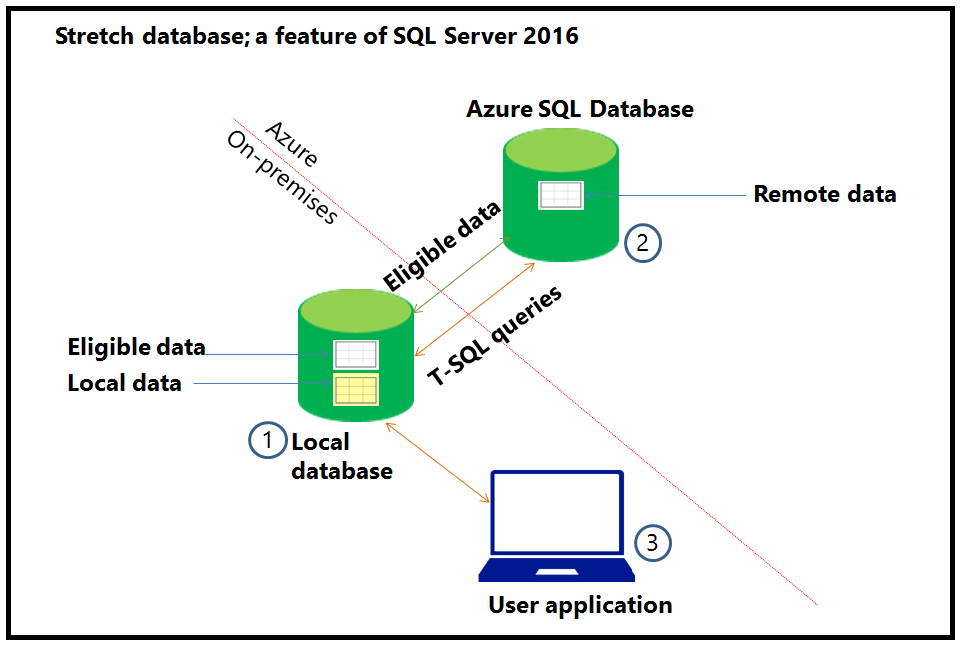 Stretch database; a feature of SQL Server 2016
Azure SQL Database
Azure
On-premises
Remote data
Eligible data
2
T-SQL queries
Eligible data
Local data
1
Local
database
3
User application